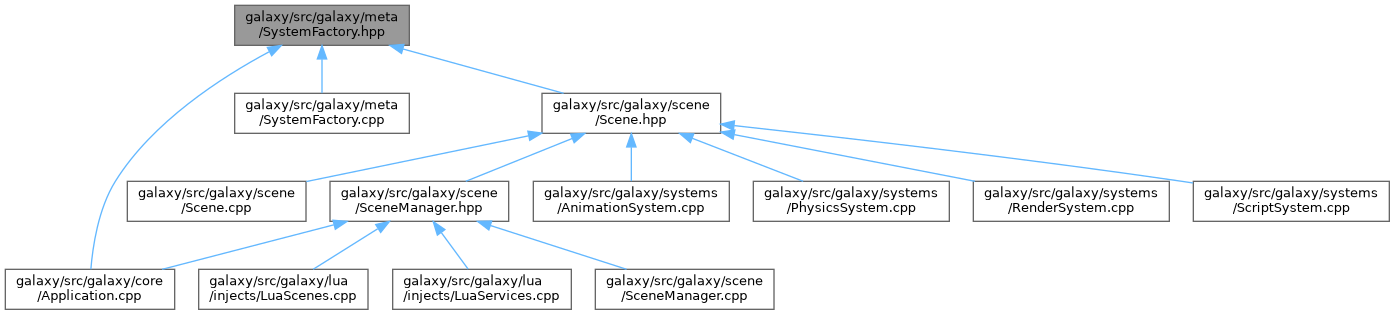 galaxy/src/galaxy/meta
/SystemFactory.hpp
galaxy/src/galaxy/meta
/SystemFactory.cpp
galaxy/src/galaxy/scene
/Scene.hpp
galaxy/src/galaxy/scene
/Scene.cpp
galaxy/src/galaxy/scene
/SceneManager.hpp
galaxy/src/galaxy/systems
/AnimationSystem.cpp
galaxy/src/galaxy/systems
/PhysicsSystem.cpp
galaxy/src/galaxy/systems
/RenderSystem.cpp
galaxy/src/galaxy/systems
/ScriptSystem.cpp
galaxy/src/galaxy/core
/Application.cpp
galaxy/src/galaxy/lua
/injects/LuaScenes.cpp
galaxy/src/galaxy/lua
/injects/LuaServices.cpp
galaxy/src/galaxy/scene
/SceneManager.cpp